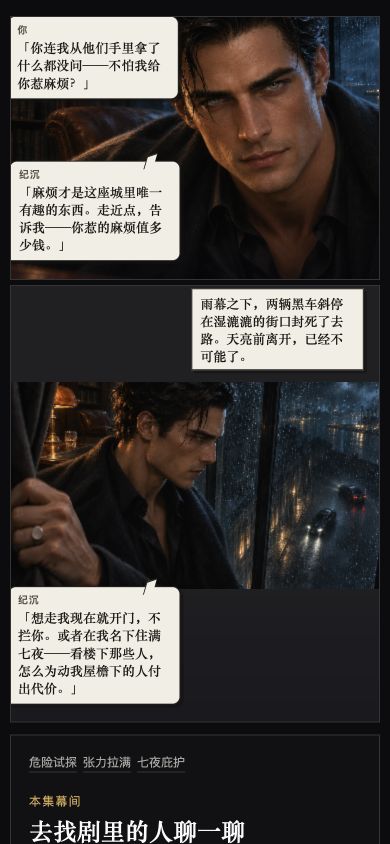 你
「你连我从他们手里拿了
什么都没问——不怕我给
你惹麻烦？」
纪沉
「麻烦才是这座城里唯一
有趣的东西。走近点，告
诉我——你惹的麻烦值多
少钱。」
雨幕之下，两辆黑车斜停
在湿漉漉的街口封死了去
路。天亮前离开，已经不
可能了。
纪沉
「想走我现在就开门，不
拦你。或者在我名下住满
七夜——看楼下那些人，
怎么为动我屋檐下的人付
出代价。」
危险试探 张力拉满 七夜庇护
本集幕间
去找剧里的人聊一聊